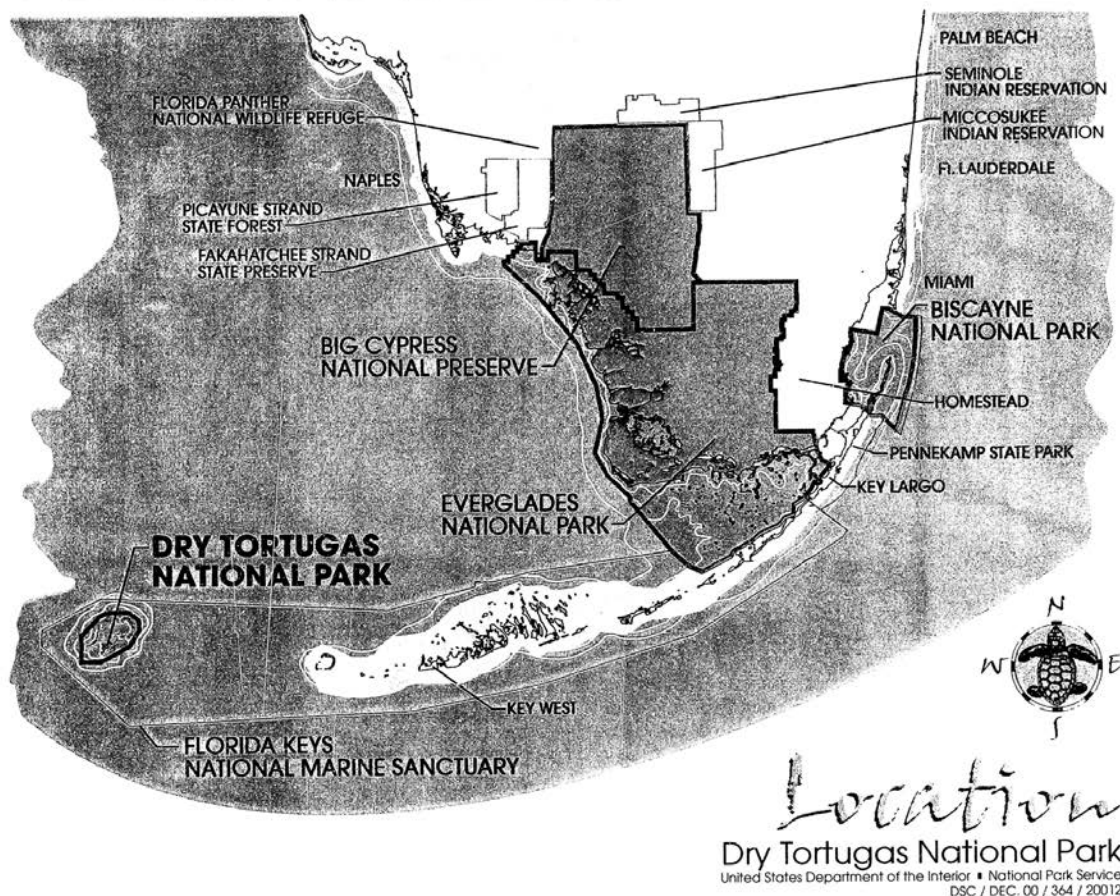 PALM BEACH
SEMINOLE
INDIAN RESERVATION
FLORIDA PANTHER
NATIONAL WILDLIFE REFUGE
MICCOSUKEE
INDIAN RESERVATION
Ft. LAUDERDALE
NAPLES
PICAYUNE STRAND
STATE FOREST
FAKAHATCHEE STRAND
STATE PRESERVE
MIAMI
BISCAYNE
NATIONAL PARK
BIG CYPRESS
NATIONAL PRESERVE
HOMESTEAD
PENNEKAMP STATE PARK
KEY LARGO
EVERGLADES
NATIONAL PARK
DRY TORTUGAS
NATIONAL PARK
N
W E
S
KEY WEST
FLORIDA KEYS
NATIONAL MARINE SANCTUARY
Location
Dry Tortugas National Park
United States Department of the Interior ▪ National Park Service
DSC / DEC. 00 / 364 / 20012